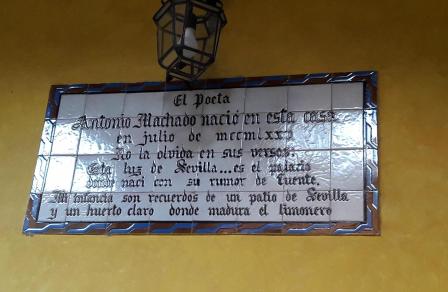 El Poeta
Antonio Machado nació en esta casa
en julio de mcmlxxv
No la olvida en sus versos:
Esta luz de Sevilla... es el palacio
donde nací con su rumor de fuente.
Mi infancia son recuerdos de un patio de Sevilla
y un huerto claro donde madura el limonero